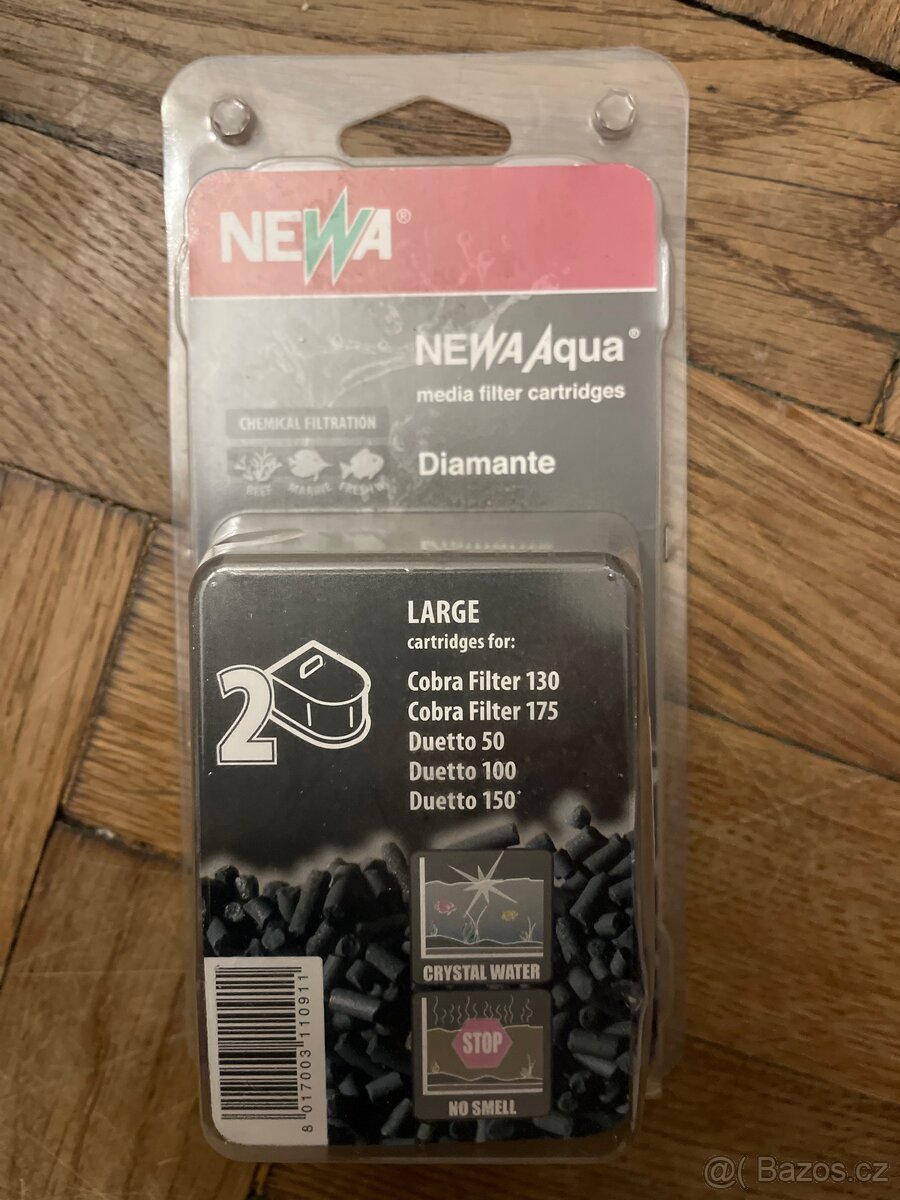 NEWA®
NEWA Aqua®
media filter cartridges
CHEMICAL FILTRATION
REEF MARINE FRESH
Diamante
LARGE
cartridges for:
2
Cobra Filter 130
Cobra Filter 175
Duetto 50
Duetto 100
Duetto 150*
CRYSTAL WATER
STOP
NO SMELL
8 017003 110911
@( Bazos.cz